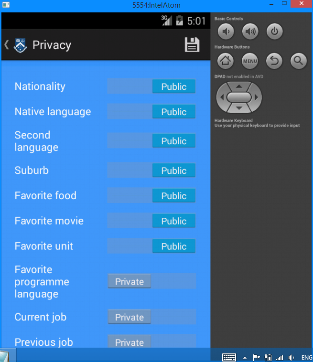 5554:IntelAtom
3G 5:01
Privacy
Nationality Public
Native language Public
Second
language Public
Suburb Public
Favorite food Public
Favorite movie Public
Favorite unit Public
Favorite
programme Private
language
Current job Private
Previous job Private
Basic Controls
Hardware Buttons
MENU
DPAD not enabled in AVD
Hardware Keyboard
Use your physical keyboard to provide input
ENG